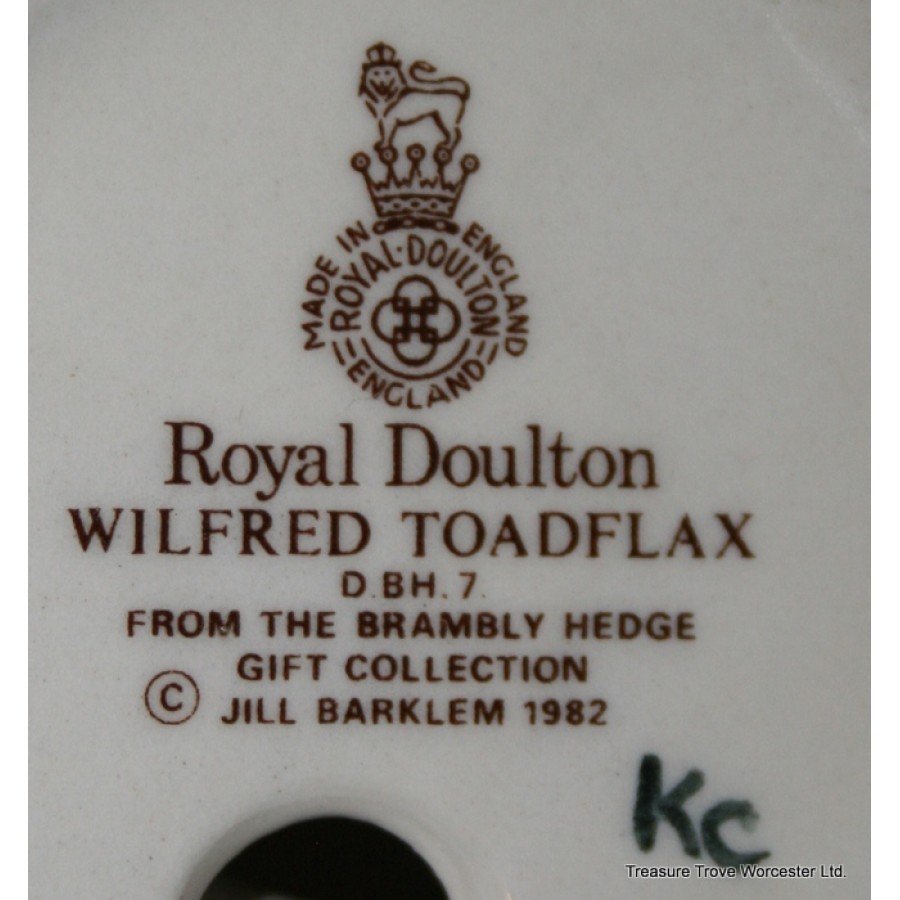 MADE IN ENGLAND
ROYAL·DOULTON
ENGLAND
Royal Doulton
WILFRED TOADFLAX
D.BH.7.
FROM THE BRAMBLY HEDGE
GIFT COLLECTION
© JILL BARKLEM 1982
KC
Treasure Trove Worcester Ltd.